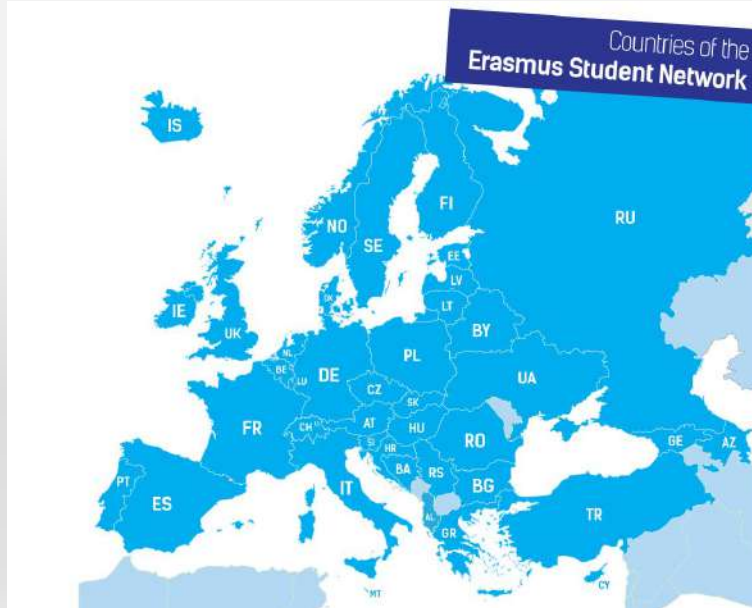 Countries of the
Erasmus Student Network
IS
FI
RU
NO
SE
EE
LV
DK
LT
IE
UK
BY
NL
PL
BE
DE
LU
UA
CZ
SK
FR
CH
AT
HU
SI
HR
RO
GE
AZ
BA
RS
PT
IT
BG
ES
AL
TR
GR
CY
MT